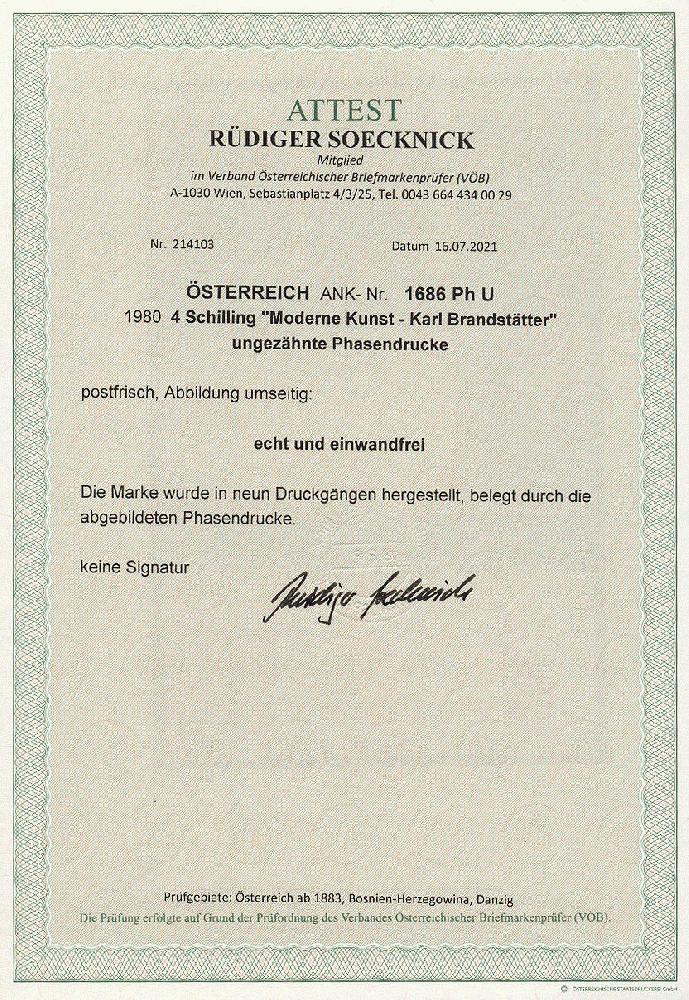 ATTEST
RÜDIGER SOECKNICK
Mitglied
im Verband Österreichischer Briefmarkenprüfer (VÖB)
A-1030 Wien, Sebastianplatz 4/3/25, Tel. 0043 664 434 00 29
Nr. 214103 Datum 15.07.2021
ÖSTERREICH ANK- Nr. 1686 Ph U
1980 4 Schilling "Moderne Kunst - Karl Brandstätter"
ungezähnte Phasendrucke
postfrisch, Abbildung umseitig:
echt und einwandfrei
Die Marke wurde in neun Druckgängen hergestellt, belegt durch die
abgebildeten Phasendrucke.
keine Signatur
Prüfgebiete: Österreich ab 1883, Bosnien-Herzegowina, Danzig
Die Prüfung erfolgte auf Grund der Prüfordnung des Verbandes Österreichischer Briefmarkenprüfer (VÖB).
© ÖSTERREICHISCHE STAATSDRUCKEREI GmbH